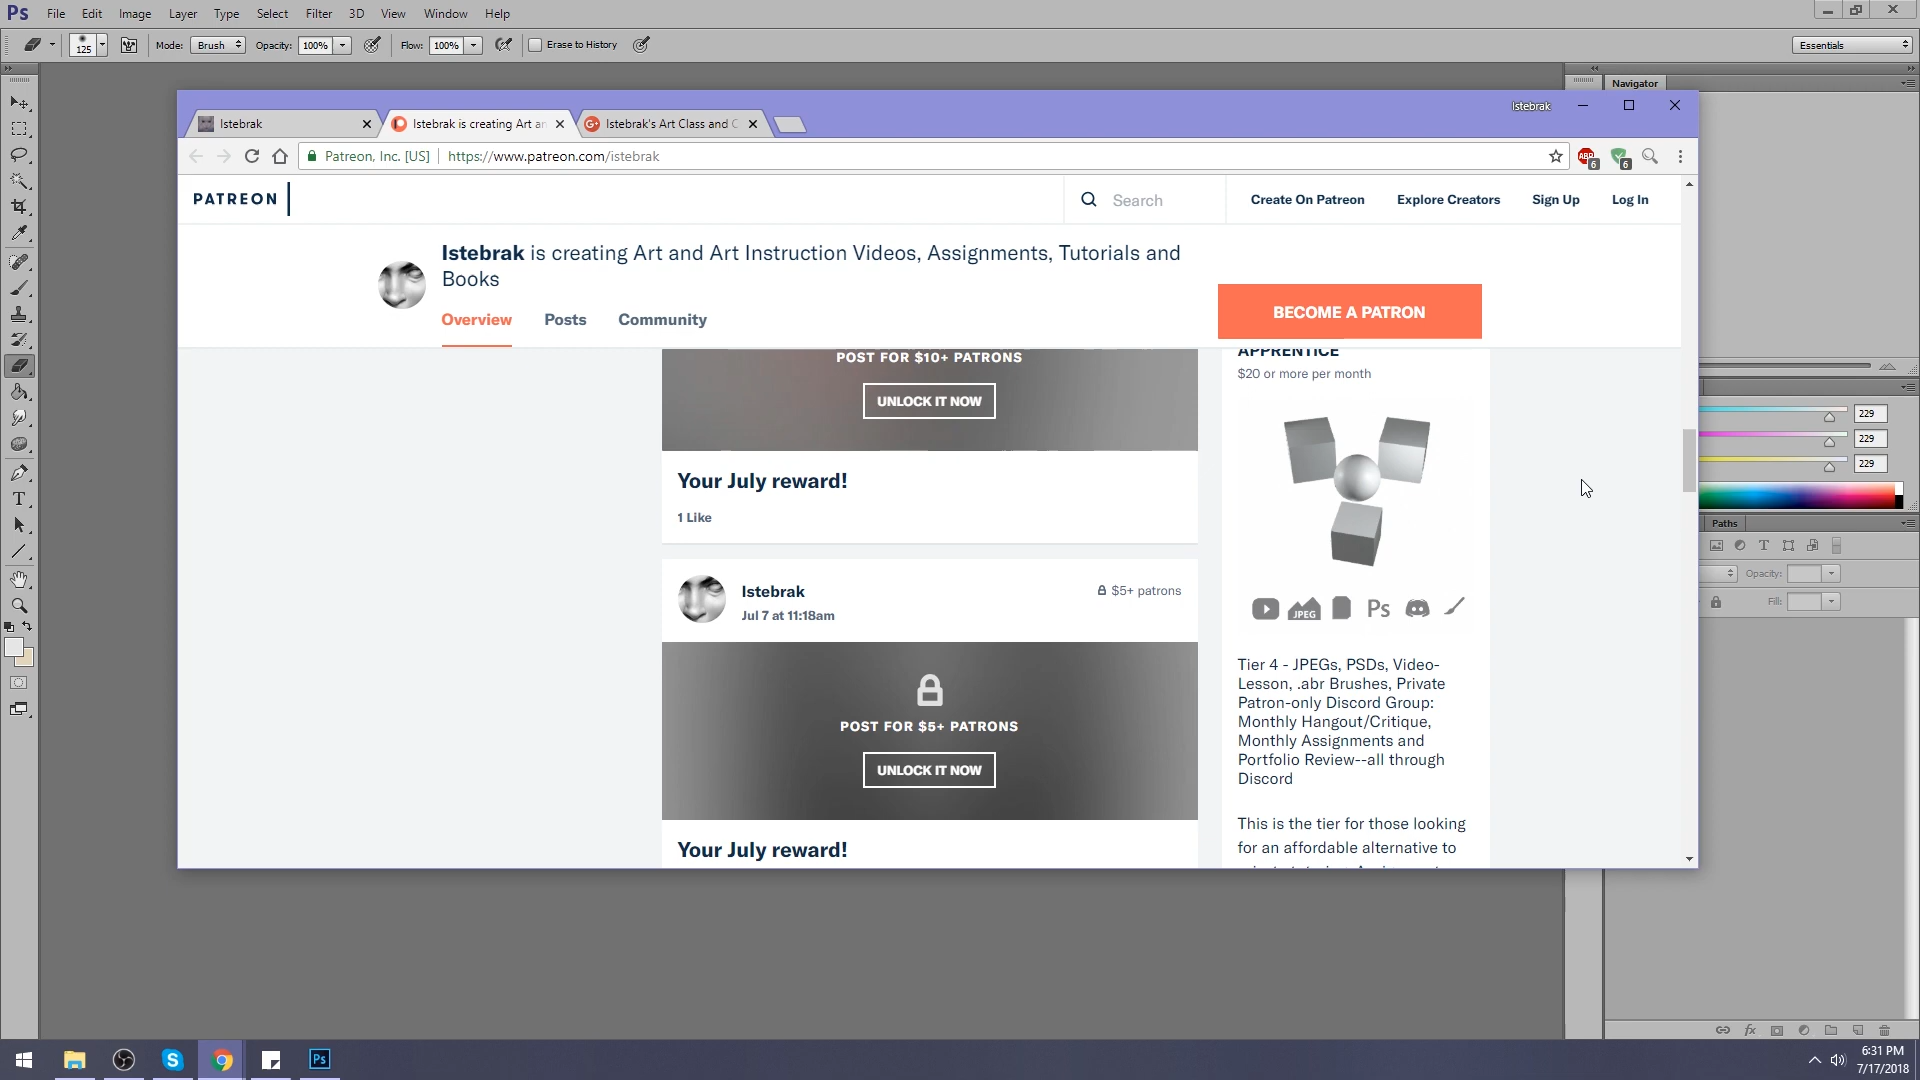 Ps File Edit Image Layer Type Select Filter 3D View Window Help
125 Mode: Brush Opacity: 100% Flow: 100% Erase to History Essentials
Navigator
Istebrak
Istebrak
Istebrak is creating Art an
Istebrak's Art Class and C
Patreon, Inc. [US] https://www.patreon.com/istebrak
ABP 6 6
PATREON
Search
Create On Patreon Explore Creators Sign Up Log In
Istebrak is creating Art and Art Instruction Videos, Assignments, Tutorials and
Books
Overview Posts Community
BECOME A PATRON
POST FOR $10+ PATRONS
UNLOCK IT NOW
Your July reward!
1 Like
Istebrak
Jul 7 at 11:18am
$5+ patrons
POST FOR $5+ PATRONS
UNLOCK IT NOW
Your July reward!
APPRENTICE
$20 or more per month
JPEG
Ps
Tier 4 - JPEGs, PSDs, Video-
Lesson, .abr Brushes, Private
Patron-only Discord Group:
Monthly Hangout/Critique,
Monthly Assignments and
Portfolio Review--all through
Discord
This is the tier for those looking
for an affordable alternative to
229
229
229
Paths
Opacity:
Fill:
T
T
fx
S
Ps
6:31 PM
7/17/2018